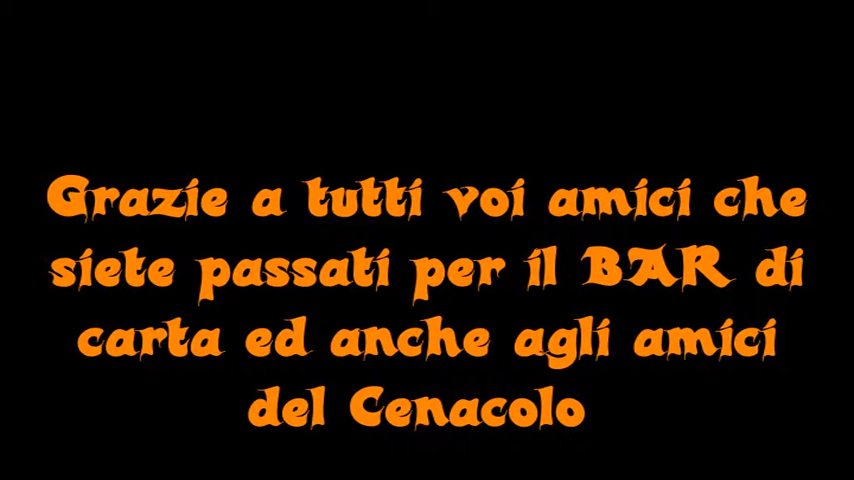 Grazie a tutti voi amici che
siete passati per il BAR di
carta ed anche agli amici
del Cenacolo